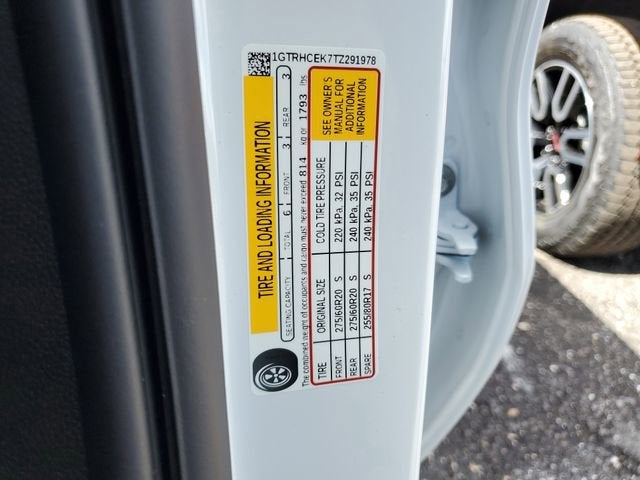 1GTRHCEK7TZ291978
TIRE AND LOADING INFORMATION
SEATING CAPACITY TOTAL 6 FRONT 3 REAR 3
The combined weight of occupants and cargo must never exceed 814 kg or 1793 lbs
TIRE ORIGINAL SIZE COLD TIRE PRESSURE
FRONT 275/60R20 S 220 kPa, 32 PSI
REAR 275/60R20 S 240 kPa, 35 PSI
SPARE 255/80R17 S 240 kPa, 35 PSI
SEE OWNER'S
MANUAL FOR
ADDITIONAL
INFORMATION